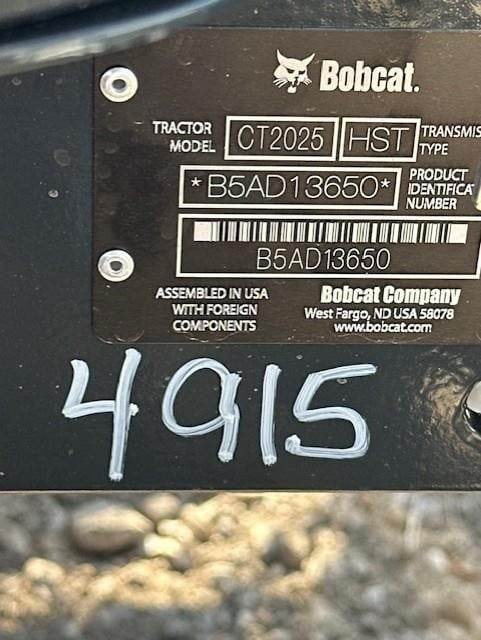 Bobcat.
TRACTOR MODEL CT2025 HST TRANSMIS TYPE
*B5AD13650* PRODUCT IDENTIFICA NUMBER
B5AD13650
ASSEMBLED IN USA
WITH FOREIGN
COMPONENTS
Bobcat Company
West Fargo, ND USA 58078
www.bobcat.com
4915